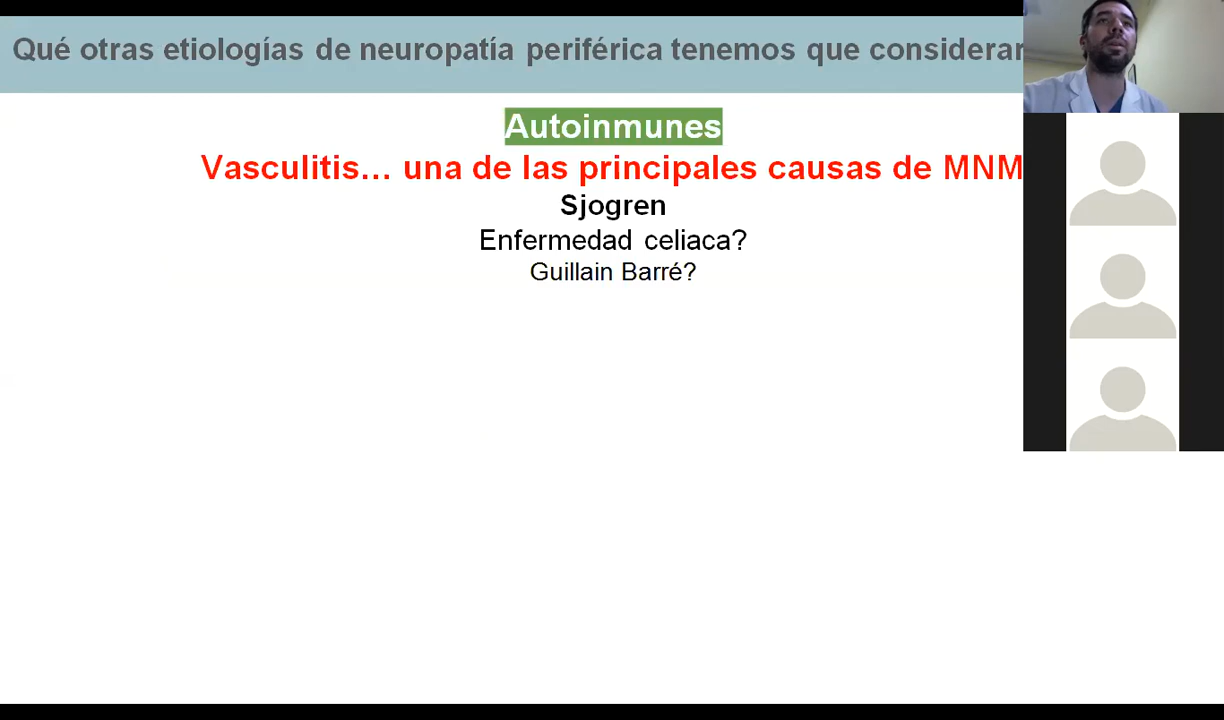 Qué otras etiologías de neuropatía periférica tenemos que considerar
Autoinmunes
Vasculitis… una de las principales causas de MNM
Sjogren
Enfermedad celiaca?
Guillain Barré?